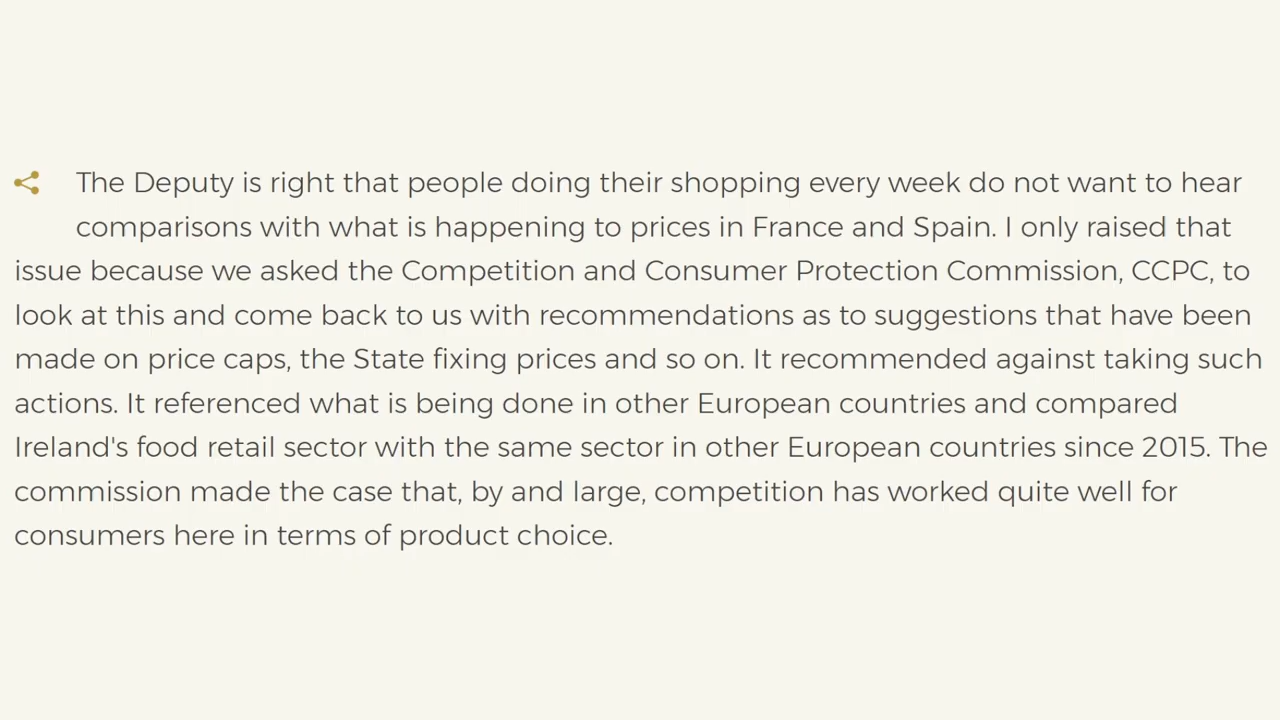 The Deputy is right that people doing their shopping every week do not want to hear
comparisons with what is happening to prices in France and Spain. I only raised that
issue because we asked the Competition and Consumer Protection Commission, CCPC, to
look at this and come back to us with recommendations as to suggestions that have been
made on price caps, the State fixing prices and so on. It recommended against taking such
actions. It referenced what is being done in other European countries and compared
Ireland's food retail sector with the same sector in other European countries since 2015. The
commission made the case that, by and large, competition has worked quite well for
consumers here in terms of product choice.